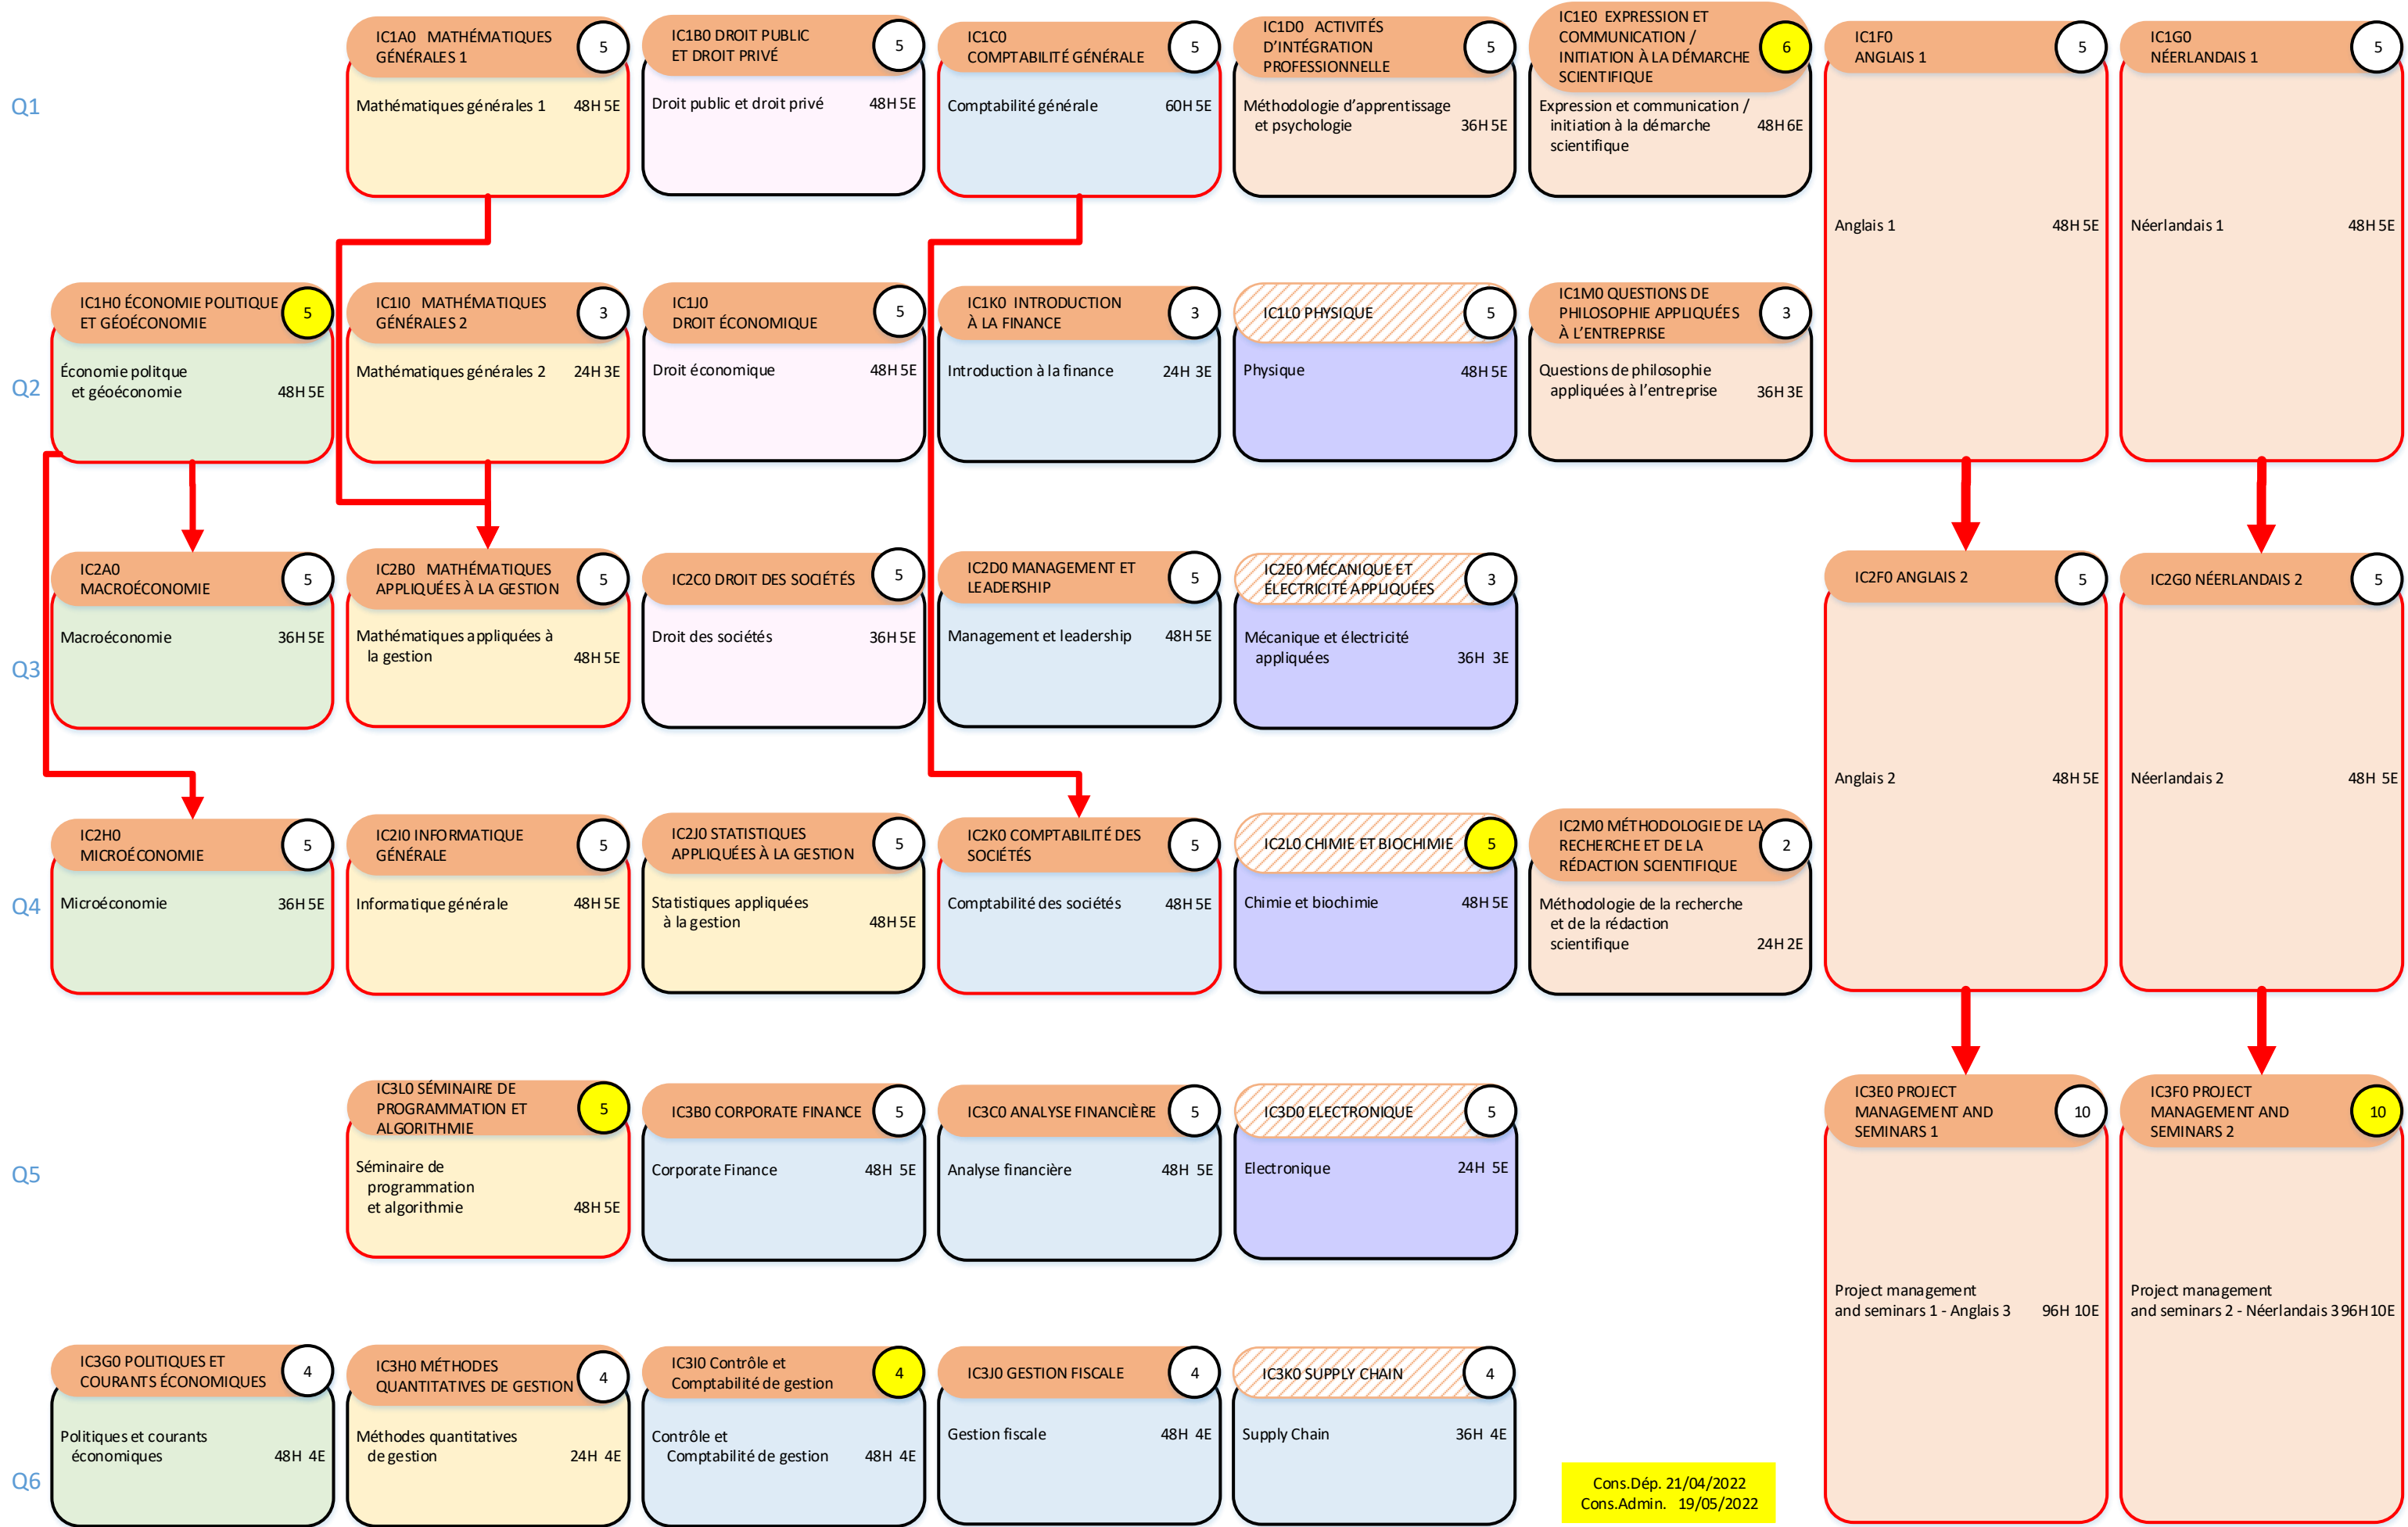 Q1
IC1A0 MATHÉMATIQUES
GÉNÉRALES 1
5
Mathématiques générales 1 48H 5E
IC1B0 DROIT PUBLIC
ET DROIT PRIVÉ
5
Droit public et droit privé 48H 5E
IC1C0
COMPTABILITÉ GÉNÉRALE
5
Comptabilité générale 60H 5E
IC1D0 ACTIVITÉS
D'INTÉGRATION
PROFESSIONNELLE
5
Méthodologie d'apprentissage
et psychologie 36H 5E
IC1E0 EXPRESSION ET
COMMUNICATION /
INITIATION À LA DÉMARCHE
SCIENTIFIQUE
6
Expression et communication /
initiation à la démarche 48H 6E
scientifique
IC1F0
ANGLAIS 1
5
Anglais 1 48H 5E
IC1G0
NÉERLANDAIS 1
5
Néerlandais 1 48H 5E
Q2
IC1H0 ÉCONOMIE POLITIQUE
ET GÉOÉCONOMIE
5
Économie politque
et géoéconomie 48H 5E
IC1I0 MATHÉMATIQUES
GÉNÉRALES 2
3
Mathématiques générales 2 24H 3E
IC1J0
DROIT ÉCONOMIQUE
5
Droit économique 48H 5E
IC1K0 INTRODUCTION
À LA FINANCE
3
Introduction à la finance 24H 3E
IC1L0 PHYSIQUE
5
Physique 48H 5E
IC1M0 QUESTIONS DE
PHILOSOPHIE APPLIQUÉES
À L'ENTREPRISE
3
Questions de philosophie
appliquées à l'entreprise 36H 3E
Q3
IC2A0
MACROÉCONOMIE
5
Macroéconomie 36H 5E
IC2B0 MATHÉMATIQUES
APPLIQUÉES À LA GESTION
5
Mathématiques appliquées à
la gestion 48H 5E
IC2C0 DROIT DES SOCIÉTÉS
5
Droit des sociétés 36H 5E
IC2D0 MANAGEMENT ET
LEADERSHIP
5
Management et leadership 48H 5E
IC2E0 MÉCANIQUE ET
ÉLECTRICITÉ APPLIQUÉES
3
Mécanique et électricité
appliquées 36H 3E
IC2F0 ANGLAIS 2
5
Anglais 2 48H 5E
IC2G0 NÉERLANDAIS 2
5
Néerlandais 2 48H 5E
Q4
IC2H0
MICROÉCONOMIE
5
Microéconomie 36H 5E
IC2I0 INFORMATIQUE
GÉNÉRALE
5
Informatique générale 48H 5E
IC2J0 STATISTIQUES
APPLIQUÉES À LA GESTION
5
Statistiques appliquées
à la gestion 48H 5E
IC2K0 COMPTABILITÉ DES
SOCIÉTÉS
5
Comptabilité des sociétés 48H 5E
IC2L0 CHIMIE ET BIOCHIMIE
5
Chimie et biochimie 48H 5E
IC2M0 MÉTHODOLOGIE DE LA
RECHERCHE ET DE LA
RÉDACTION SCIENTIFIQUE
2
Méthodologie de la recherche
et de la rédaction
scientifique 24H 2E
Q5
IC3L0 SÉMINAIRE DE
PROGRAMMATION ET
ALGORITHMIE
5
Séminaire de
programmation
et algorithmie 48H 5E
IC3B0 CORPORATE FINANCE
5
Corporate Finance 48H 5E
IC3C0 ANALYSE FINANCIÈRE
5
Analyse financière 48H 5E
IC3D0 ELECTRONIQUE
5
Electronique 24H 5E
IC3E0 PROJECT
MANAGEMENT AND
SEMINARS 1
10
Project management
and seminars 1 - Anglais 3 96H 10E
IC3F0 PROJECT
MANAGEMENT AND
SEMINARS 2
10
Project management
and seminars 2 - Néerlandais 3 96H 10E
Q6
IC3G0 POLITIQUES ET
COURANTS ÉCONOMIQUES
4
Politiques et courants
économiques 48H 4E
IC3H0 MÉTHODES
QUANTITATIVES DE GESTION
4
Méthodes quantitatives
de gestion 24H 4E
IC3I0 Contrôle et
Comptabilité de gestion
4
Contrôle et
Comptabilité de gestion 48H 4E
IC3J0 GESTION FISCALE
4
Gestion fiscale 48H 4E
IC3K0 SUPPLY CHAIN
4
Supply Chain 36H 4E
Cons.Dép. 21/04/2022
Cons.Admin. 19/05/2022